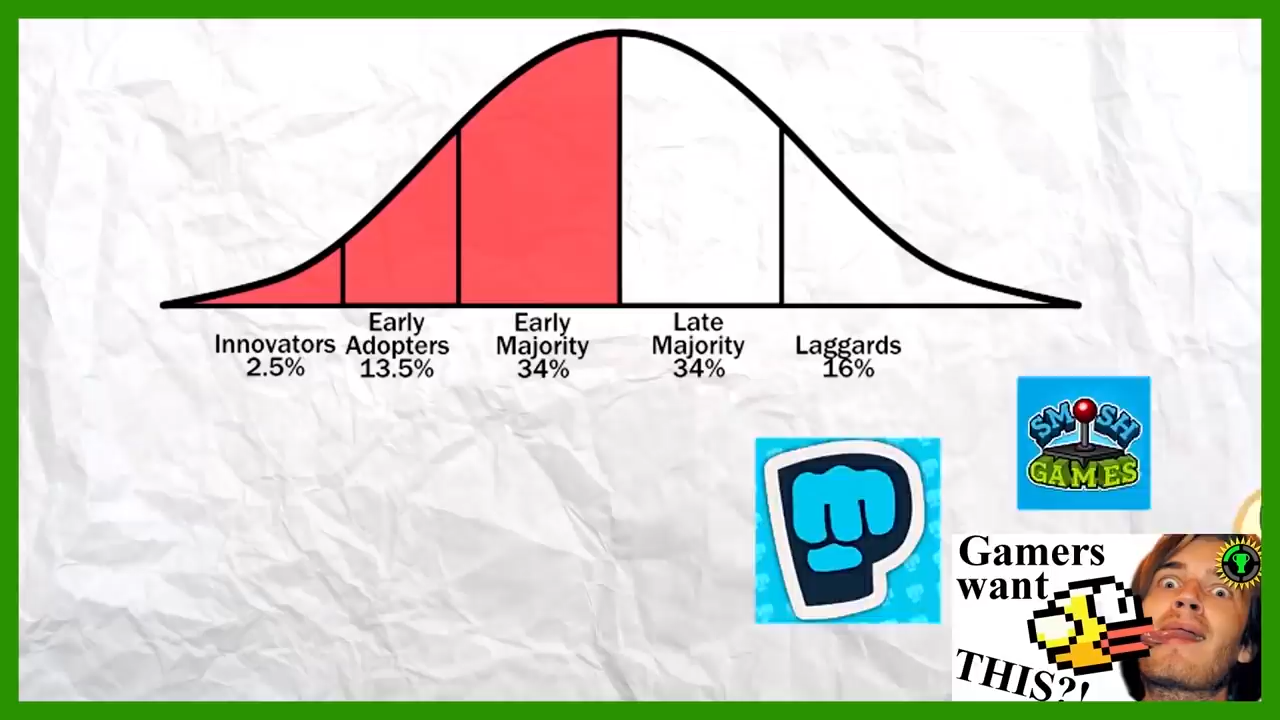 Innovators
2.5%
Early
Adopters
13.5%
Early
Majority
34%
Late
Majority
34%
Laggards
16%
SMOSH
GAMES
Gamers
want
THIS?!